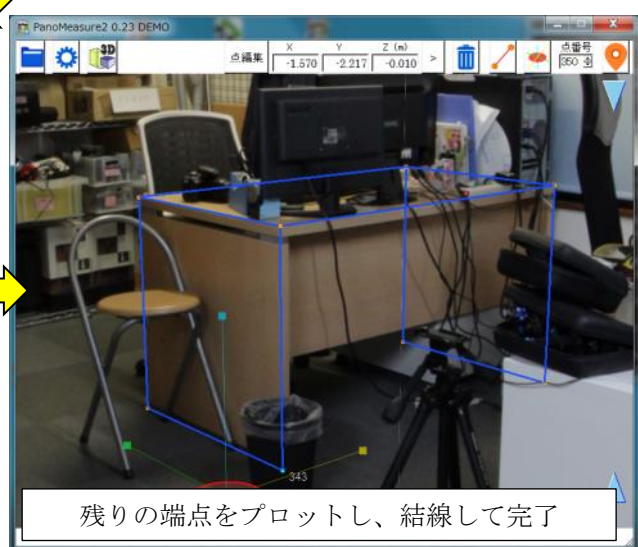 PanoMeasure2 0.23 DEMO
3D
点編集
X Y Z (m)
-1.570 -2.217 -0.010 >
点番号
350
343
残りの端点をプロットし、結線して完了